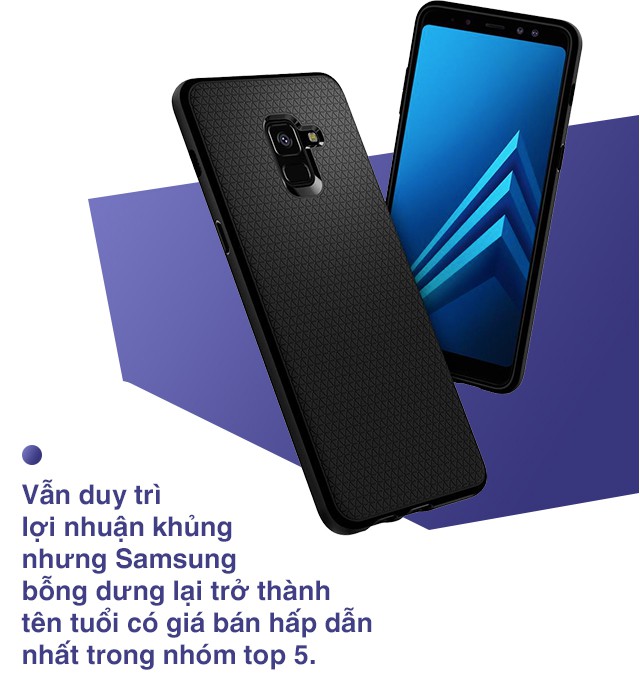 Vẫn duy trì
lợi nhuận khủng
nhưng Samsung
bỗng dưng lại trở thành
tên tuổi có giá bán hấp dẫn
nhất trong nhóm top 5.